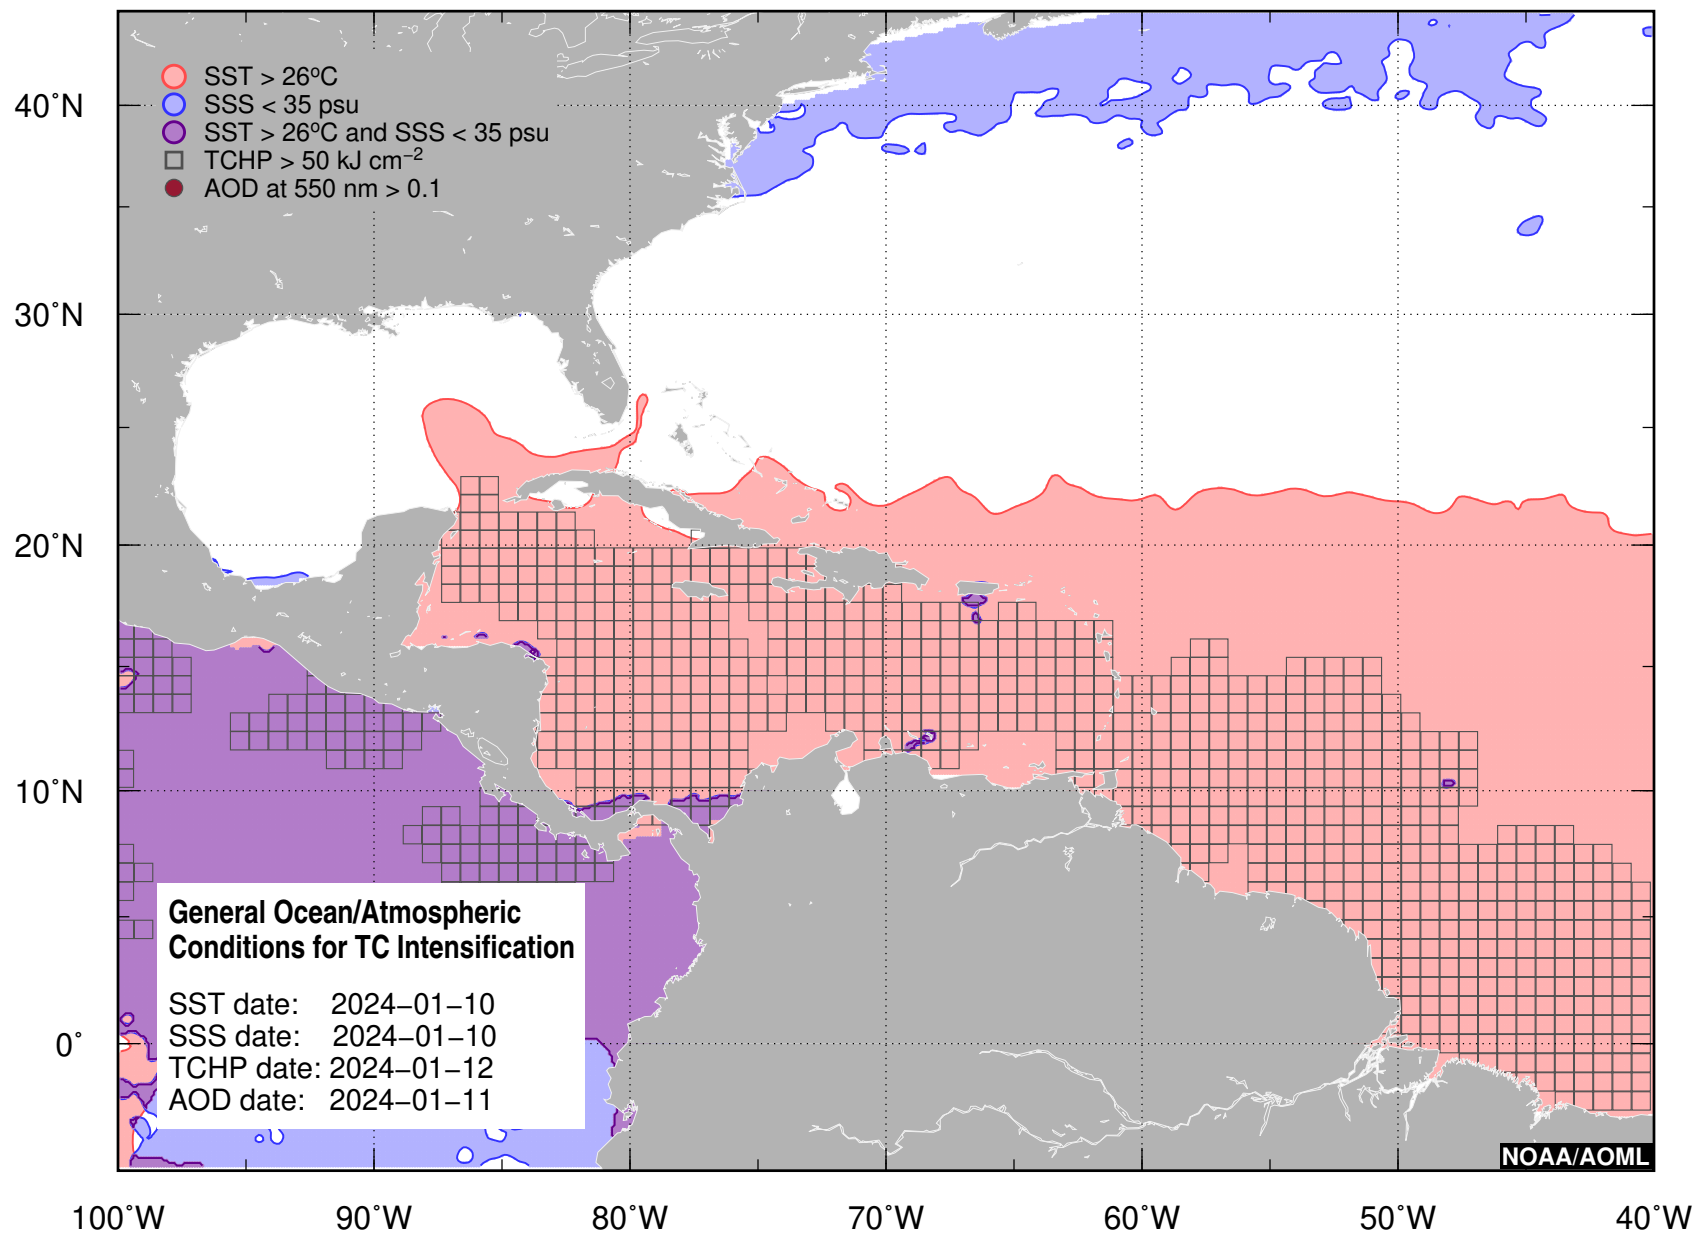 SST > 26ºC
SSS < 35 psu
SST > 26ºC and SSS < 35 psu
TCHP > 50 kJ cm⁻²
AOD at 550 nm > 0.1
40˚N
30˚N
20˚N
10˚N
0˚
General Ocean/Atmospheric
Conditions for TC Intensification
SST date: 2024−01−10
SSS date: 2024−01−10
TCHP date: 2024−01−12
AOD date: 2024−01−11
NOAA/AOML
100˚W 90˚W 80˚W 70˚W 60˚W 50˚W 40˚W